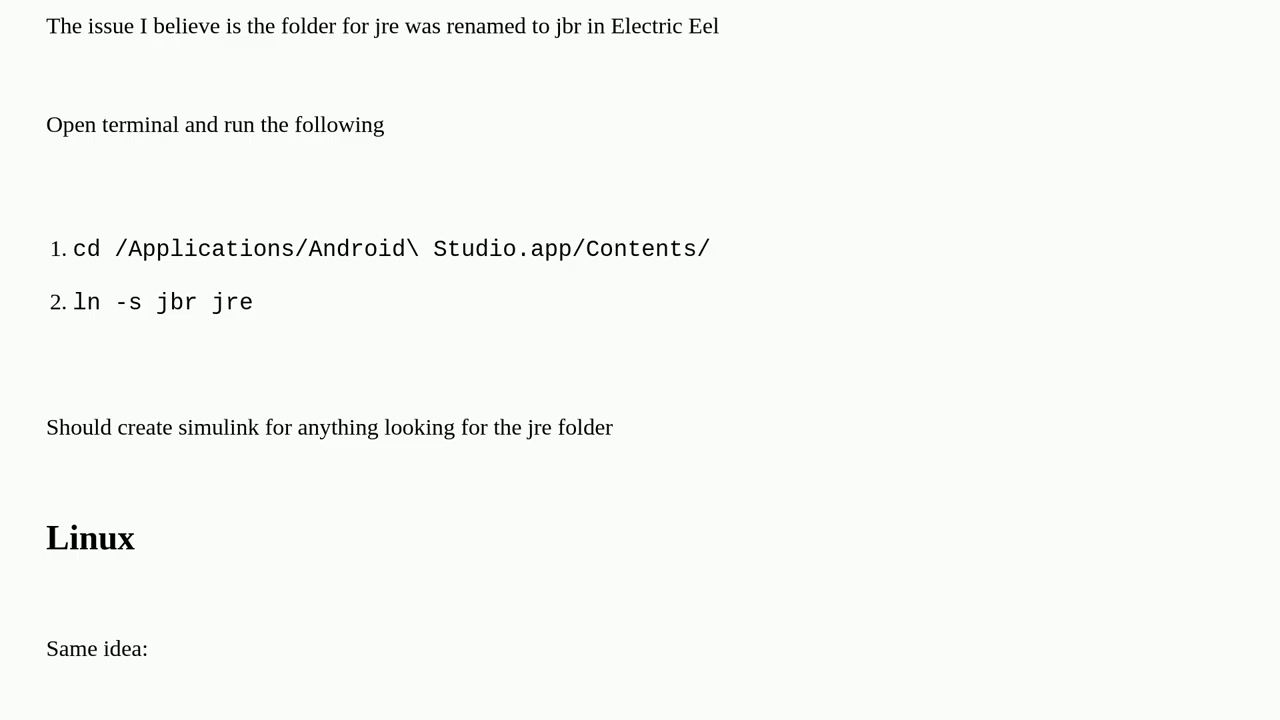 The issue I believe is the folder for jre was renamed to jbr in Electric Eel
Open terminal and run the following
1. cd /Applications/Android\ Studio.app/Contents/
2. ln -s jbr jre
Should create simulink for anything looking for the jre folder
Linux
Same idea: